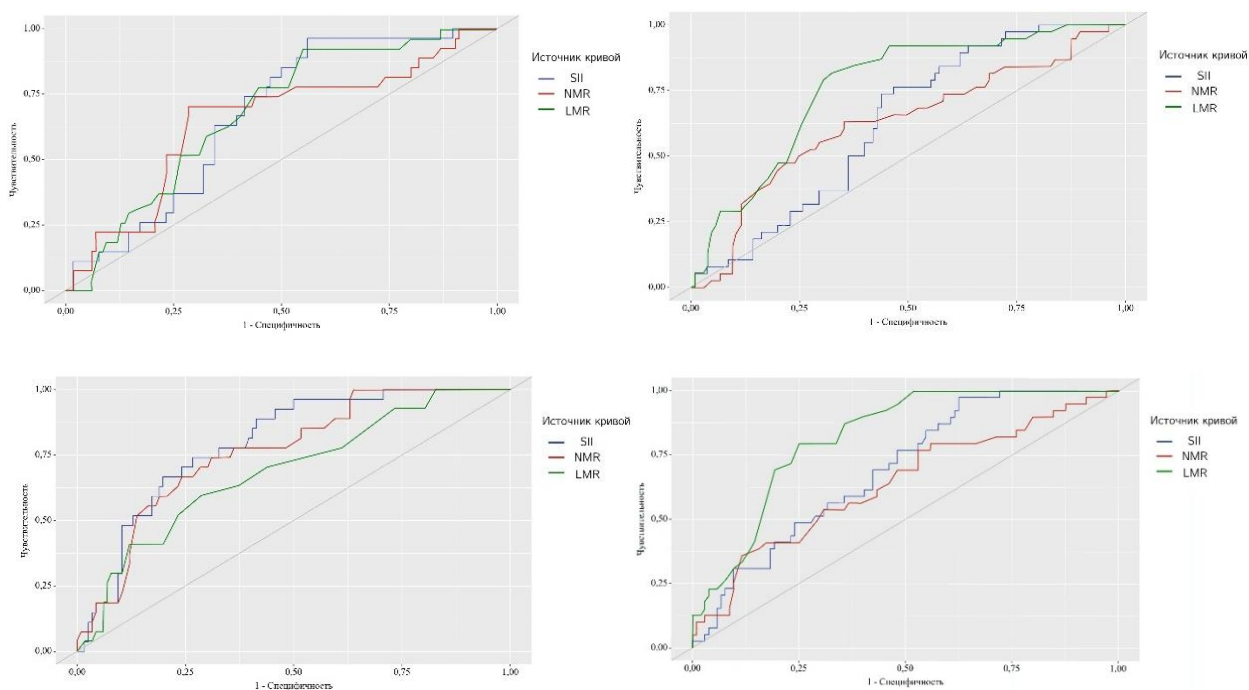 1,00
0,75
0,50
0,25
0,00
Чувствительность
0,00 0,25 0,50 0,75 1,00
1 - Специфичность
Источник кривой
SII
NMR
LMR
1,00
0,75
0,50
0,25
0,00
Чувствительность
0,00 0,25 0,50 0,75 1,00
1 - Специфичность
Источник кривой
SII
NMR
LMR
1,00
0,75
0,50
0,25
0,00
Чувствительность
0,00 0,25 0,50 0,75 1,00
1 - Специфичность
Источник кривой
SII
NMR
LMR
1,00
0,75
0,50
0,25
0,00
Чувствительность
0,00 0,25 0,50 0,75 1,00
1 - Специфичность
Источник кривой
SII
NMR
LMR